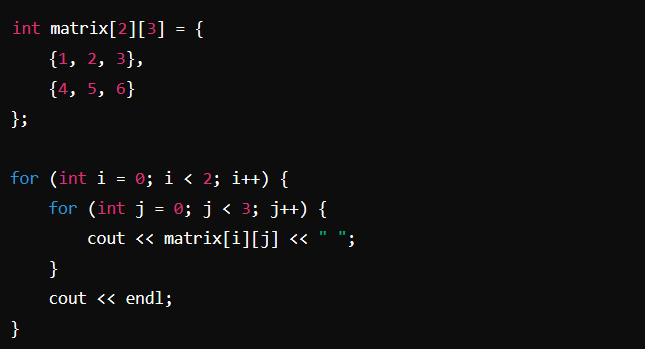 int matrix[2][3] = {
    {1, 2, 3},
    {4, 5, 6}
};

for (int i = 0; i < 2; i++) {
    for (int j = 0; j < 3; j++) {
        cout << matrix[i][j] << " ";
    }
    cout << endl;
}